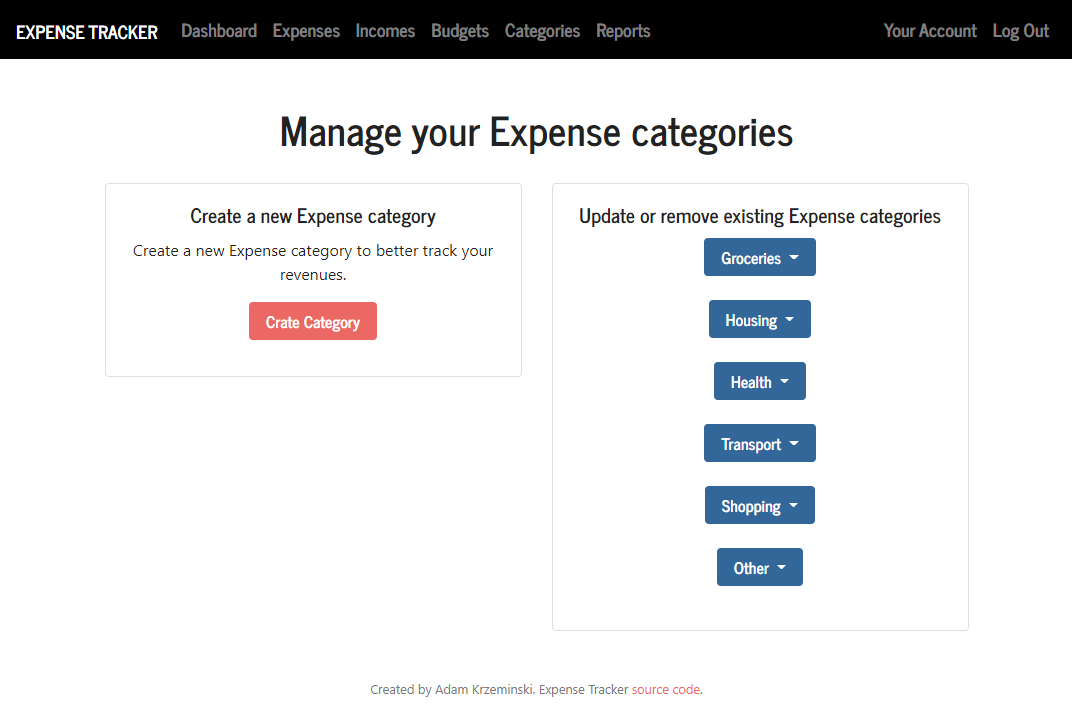 EXPENSE TRACKER Dashboard Expenses Incomes Budgets Categories Reports Your Account Log Out
Manage your Expense categories
Create a new Expense category
Create a new Expense category to better track your
revenues.
Crate Category
Update or remove existing Expense categories
Groceries
Housing
Health
Transport
Shopping
Other
Created by Adam Krzeminski. Expense Tracker source code.